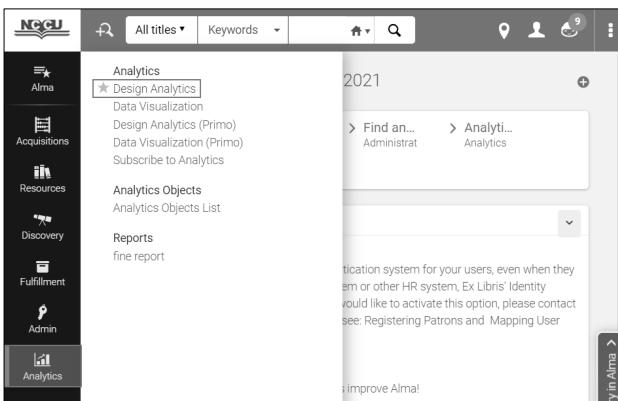 NCCU
All titles
Keywords
9
Alma
Acquisitions
Resources
Discovery
Fulfillment
Admin
Analytics
Analytics
Design Analytics
Data Visualization
Design Analytics (Primo)
Data Visualization (Primo)
Subscribe to Analytics
Analytics Objects
Analytics Objects List
Reports
fine report
2021
Find an...
Administrat
Analyti...
Analytics
tication system for your users, even when they
em or other HR system, Ex Libris' Identity
ould like to activate this option, please contact
see: Registering Patrons and Mapping User
s improve Alma!
y in Alma